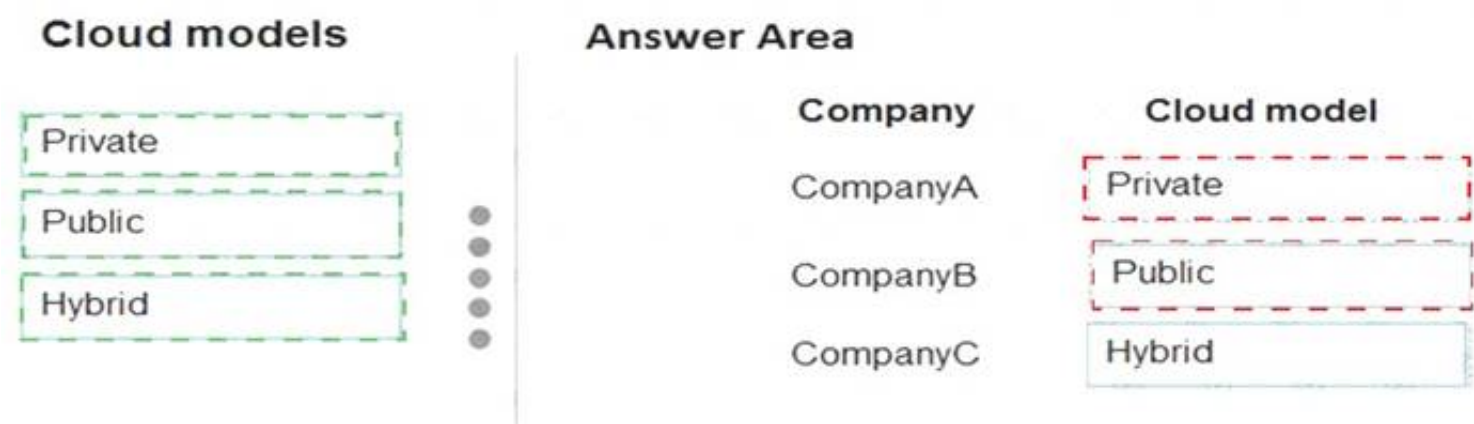 Cloud models
Private
Public
Hybrid
Answer Area
Company Cloud model
CompanyA Private
CompanyB Public
CompanyC Hybrid